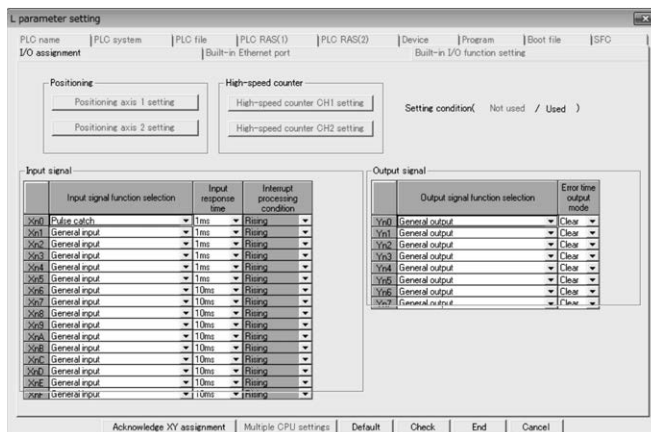 L parameter setting
PLC name PLC system PLC file PLC RAS(1) PLC RAS(2) Device Program Boot file SFC
I/O assignment Built-in Ethernet port Built-in I/O function setting
Positioning High-speed counter
Positioning axis 1 setting High-speed counter CH1 setting Setting condition( Not used / Used )
Positioning axis 2 setting High-speed counter CH2 setting
Input signal
Input signal function selection Input response time Interrupt processing condition
Xn0 Pulse catch 1ms Rising
Xn1 General input 1ms Rising
Xn2 General input 1ms Rising
Xn3 General input 1ms Rising
Xn4 General input 1ms Rising
Xn5 General input 1ms Rising
Xn6 General input 10ms Rising
Xn7 General input 10ms Rising
Xn8 General input 10ms Rising
Xn9 General input 10ms Rising
XnA General input 10ms Rising
XnB General input 10ms Rising
XnC General input 10ms Rising
XnD General input 10ms Rising
XnE General input 10ms Rising
XnF General input 10ms Rising
Output signal
Output signal function selection Error time output mode
Yn0 General output Clear
Yn1 General output Clear
Yn2 General output Clear
Yn3 General output Clear
Yn4 General output Clear
Yn5 General output Clear
Yn6 General output Clear
Yn7 General output Clear
Acknowledge XY assignment Multiple CPU settings Default Check End Cancel